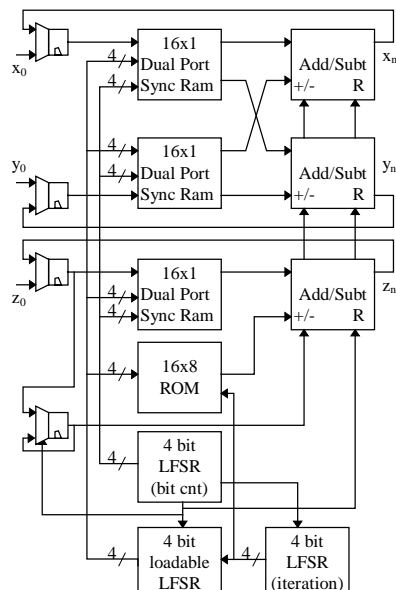 x0
4
16x1
Dual Port
Sync Ram
Add/Subt
+/- R
xn
y0
4
4
16x1
Dual Port
Sync Ram
Add/Subt
+/- R
yn
z0
4
4
16x1
Dual Port
Sync Ram
Add/Subt
+/- R
zn
4
16x8
ROM
4
4 bit
LFSR
(bit cnt)
4
4 bit
loadable
LFSR
4
4 bit
LFSR
(iteration)